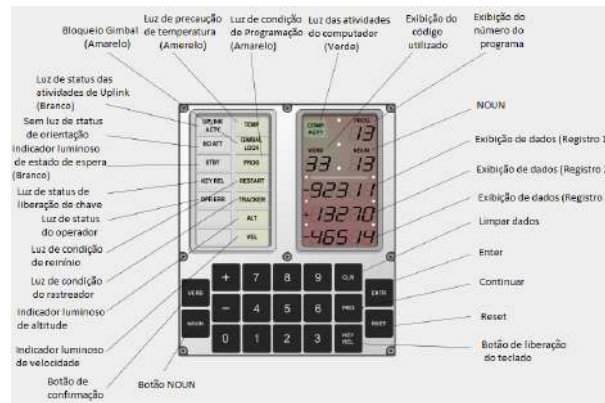 Bloqueio Gimbal
(Amarelo)
Luz de precaução
de temperatura
(Amerelo)
Luz de condição
de Programação
(Amarelo)
Luz das atividades
do computador
(Verde)
Exibição do
código
utilizado
Exibição do
número do
programa
Luz de status das
atividades de Uplink
(Branco)
Sem luz de status
de orientação
Indicador luminoso
de estado de espera
(Branco)
Luz de status de
liberação de chave
Luz de status
do operador
Luz de condição
de reinínio
Luz de condição
do rastreador
Indicador luminoso
de altitude
Indicador luminoso
de velocidade
Botão de
confirmação
Botão NOUN
NOUN
Exibição de dados (Registro 1
Exibição de dados (Registro
Exibição de dados (Registro
Limpar dados
Enter
Continuar
Reset
Botão de liberação
do teclado
UPLINK
ACTY
TEMP
NO ATT
GIMBAL
LOCK
STBY
PROG
KEY REL
RESTART
OPR ERR
TRACKER
ALT
VEL
COMP
ACTY
PROG
13
VERB
NOUN
33
13
-92311
+13270
-46514
VERB
NOUN
+ 7 8 9 CLR
- 4 5 6 PRO
0 1 2 3 KEY
REL
ENTR
RSET